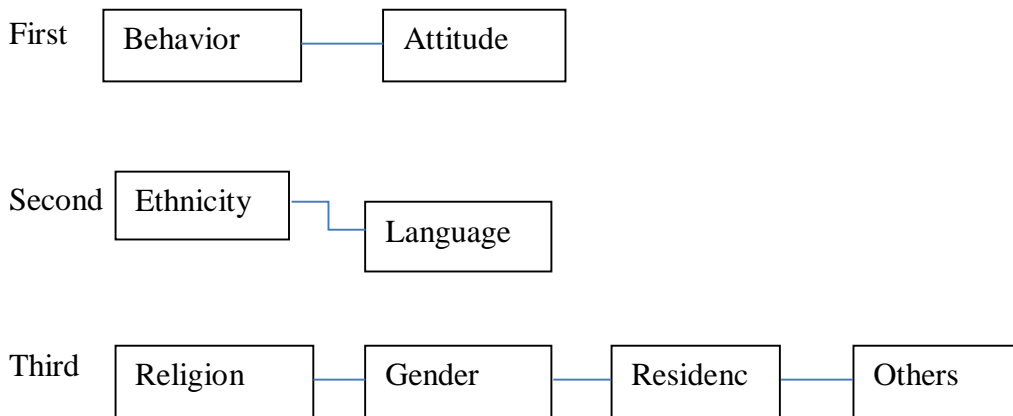 First Behavior Attitude
Second Ethnicity Language
Third Religion Gender Residenc Others